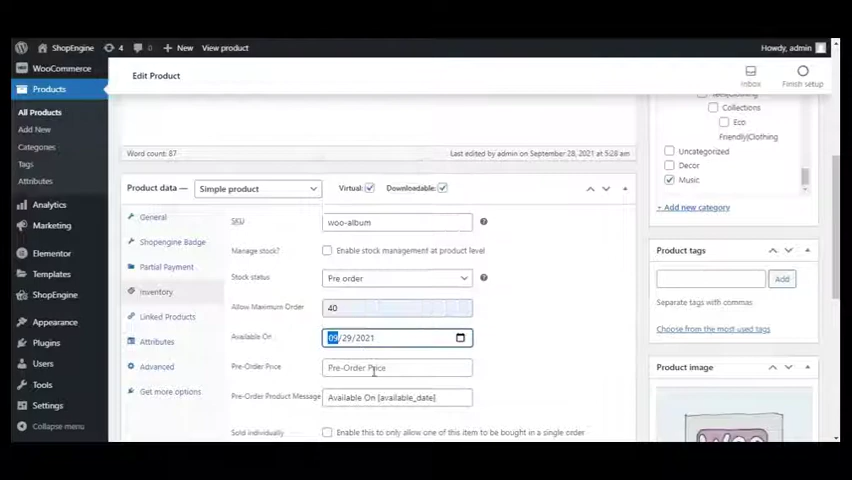 ShopEngine 4 0 + New View product Howdy, admin
WooCommerce
Products
All Products
Add New
Categories
Tags
Attributes
Analytics
Marketing
Elementor
Templates
ShopEngine
Appearance
Plugins
Users
Tools
Settings
Collapse menu
Edit Product
Inbox
Finish setup
Word count: 87 Last edited by admin on September 28, 2021 at 5:28 am
Product data — Simple product Virtual: Downloadable:
General
Shopengine Badge
Partial Payment
Inventory
Linked Products
Attributes
Advanced
Get more options
SKU woo-album
Manage stock? Enable stock management at product level
Stock status Pre order
Allow Maximum Order 40
Available On 09/29/2021
Pre-Order Price Pre-Order Price
Pre-Order Product Message Available On [available_date]
Sold individually Enable this to only allow one of this item to be bought in a single order
Collections
Eco
Friendly|Clothing
Uncategorized
Decor
Music
+ Add new category
Product tags
Add
Separate tags with commas
Choose from the most used tags
Product image